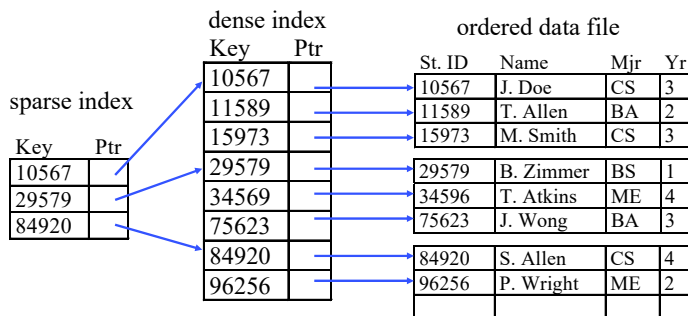 dense index
ordered data file
sparse index
Key Ptr
10567
29579
84920
Key Ptr
10567
11589
15973
29579
34569
75623
84920
96256
St. ID Name Mjr Yr
10567 J. Doe CS 3
11589 T. Allen BA 2
15973 M. Smith CS 3
29579 B. Zimmer BS 1
34596 T. Atkins ME 4
75623 J. Wong BA 3
84920 S. Allen CS 4
96256 P. Wright ME 2